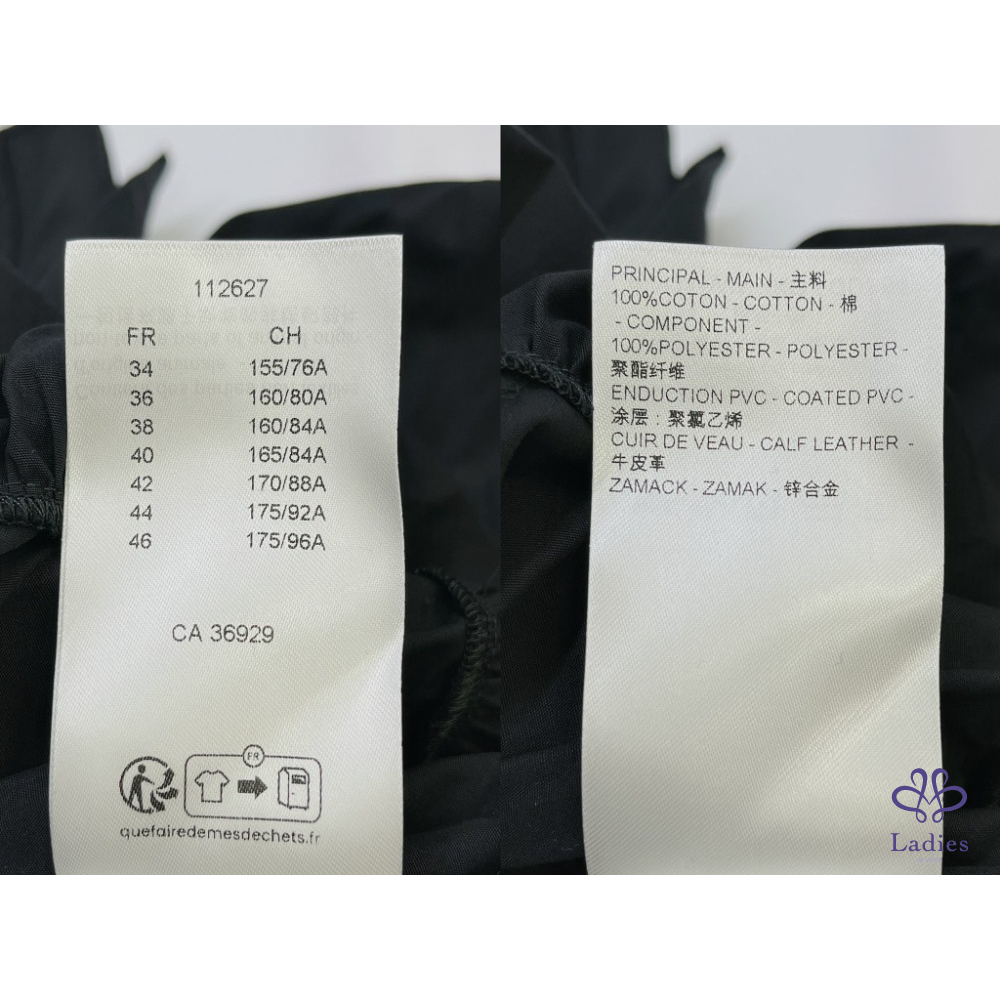 112627
FR CH
34 155/76A
36 160/80A
38 160/84A
40 165/84A
42 170/88A
44 175/92A
46 175/96A
CA 36929
FR
quefairedemesdechets.fr
PRINCIPAL - MAIN - 主料
100%COTON - COTTON - 棉
- COMPONENT -
100%POLYESTER - POLYESTER -
聚酯纤维
ENDUCTION PVC - COATED PVC -
涂层 : 聚氯乙烯
CUIR DE VEAU - CALF LEATHER -
牛皮革
ZAMACK - ZAMAK - 锌合金
Ladies